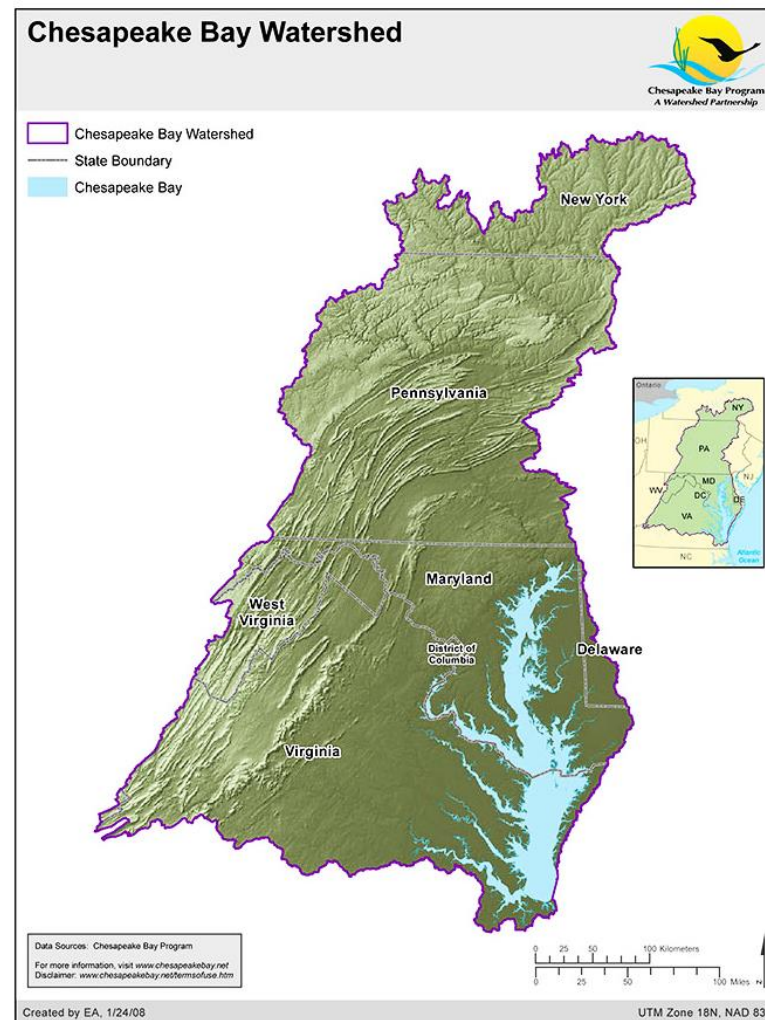 Chesapeake Bay Watershed
Chesapeake Bay Program
A Watershed Partnership
Chesapeake Bay Watershed
State Boundary
Chesapeake Bay
New York
Pennsylvania
Maryland
West
Virginia
District of
Columbia
Delaware
Virginia
Ontario
NY
PA
OH
NJ
MD
WV
DC
DE
VA
NC
Atlantic
Ocean
Data Sources: Chesapeake Bay Program
For more information, visit www.chesapeakebay.net
Disclaimer: www.chesapeakebay.net/termsofuse.htm
0 25 50 100 Kilometers
0 25 50 100 Miles
N
Created by EA, 1/24/08
UTM Zone 18N, NAD 83